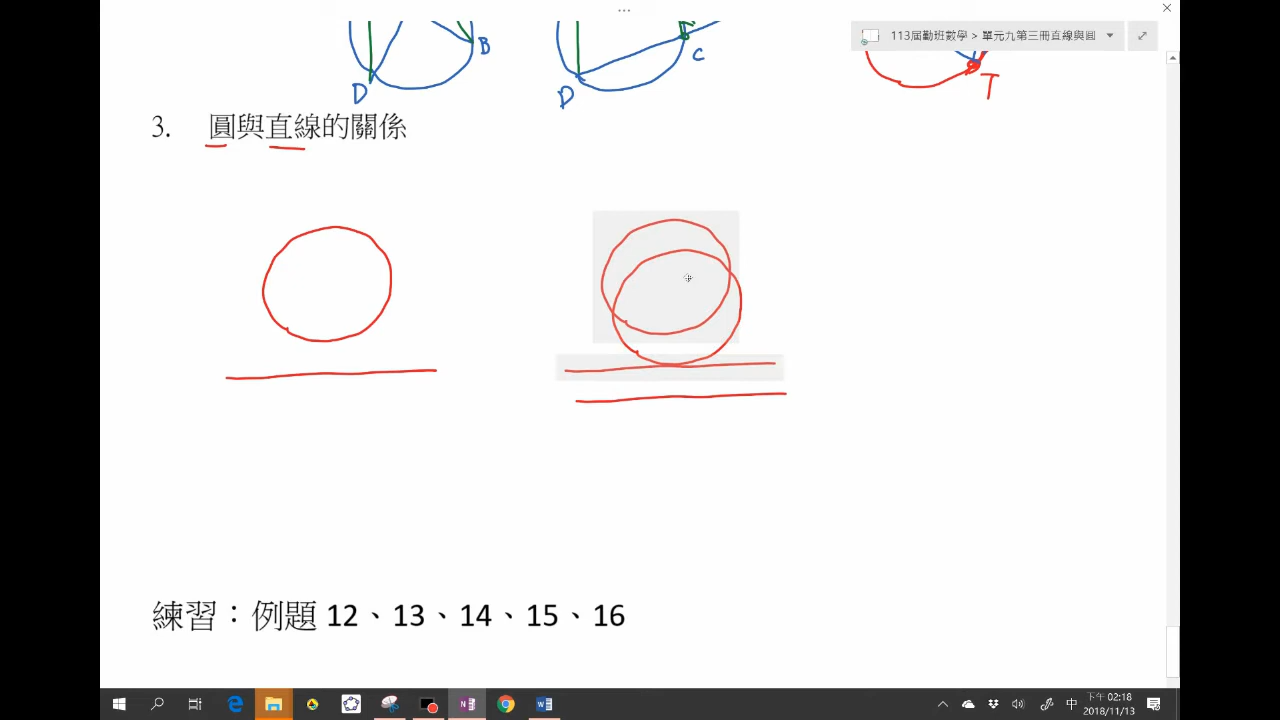 113屆勤班數學 > 單元九第三冊直線與圓
B
C
D
D
T
3. 圓與直線的關係
練習：例題 12、13、14、15、16
中
下午 02:18
2018/11/13